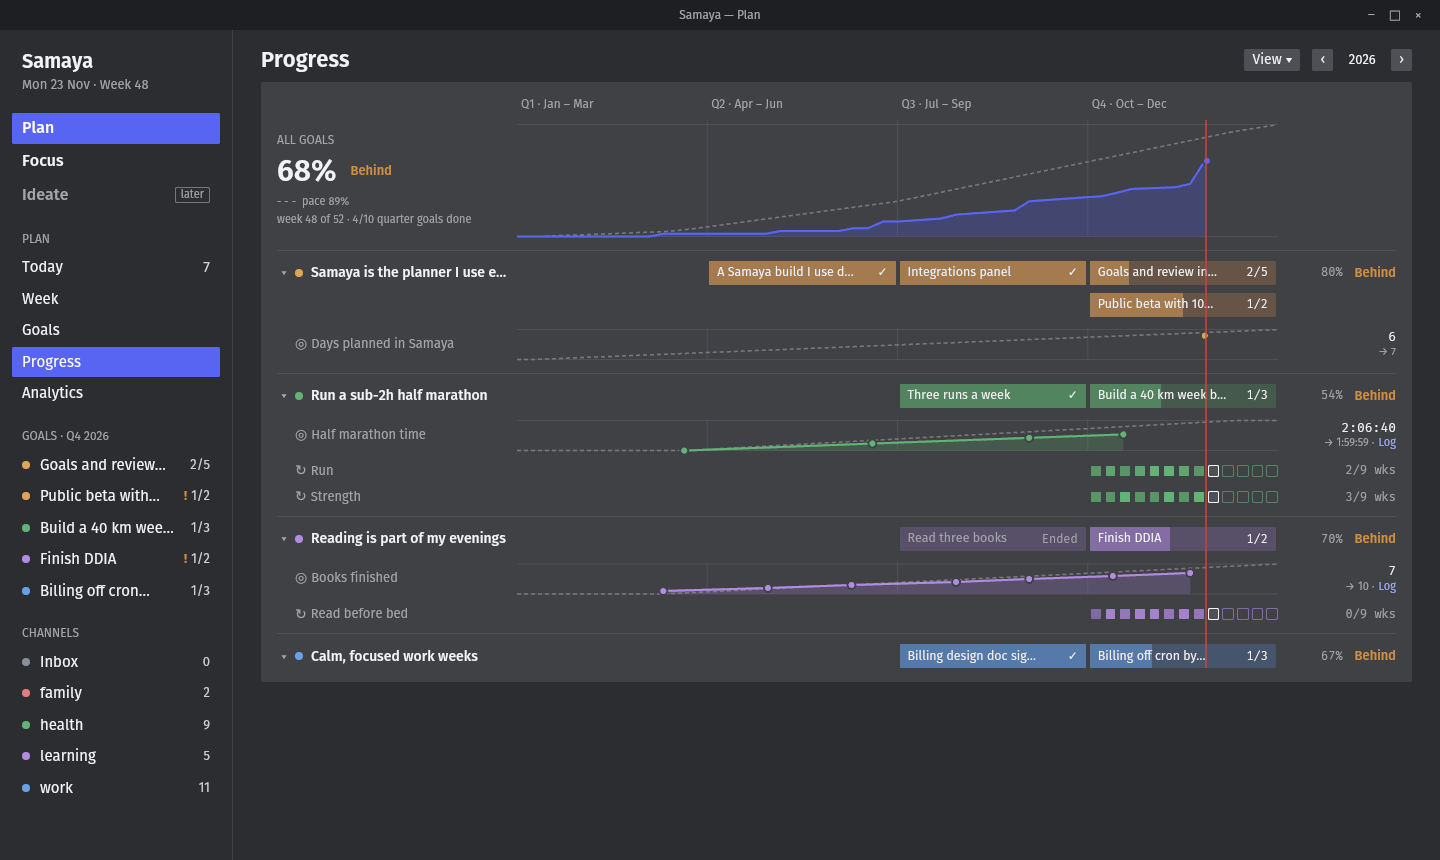 Samaya — Plan
Samaya
Mon 23 Nov · Week 48
Plan
Focus
Ideate later
PLAN
Today 7
Week
Goals
Progress
Analytics
GOALS · Q4 2026
Goals and review... 2/5
Public beta with... ! 1/2
Build a 40 km wee... 1/3
Finish DDIA ! 1/2
Billing off cron... 1/3
CHANNELS
Inbox 0
family 2
health 9
learning 5
work 11
Progress
View ▾ ‹ 2026 ›
Q1 · Jan – Mar Q2 · Apr – Jun Q3 · Jul – Sep Q4 · Oct – Dec
ALL GOALS
68% Behind
--- pace 89%
week 48 of 52 · 4/10 quarter goals done
Samaya is the planner I use e... A Samaya build I use d... ✓ Integrations panel ✓ Goals and review in... 2/5 80% Behind
Public beta with 10... 1/2
Days planned in Samaya 6
→ 7
Run a sub-2h half marathon Three runs a week ✓ Build a 40 km week b... 1/3 54% Behind
Half marathon time 2:06:40
→ 1:59:59 · Log
Run 2/9 wks
Strength 3/9 wks
Reading is part of my evenings Read three books Ended Finish DDIA 1/2 70% Behind
Books finished 7
→ 10 · Log
Read before bed 0/9 wks
Calm, focused work weeks Billing design doc sig... ✓ Billing off cron by... 1/3 67% Behind